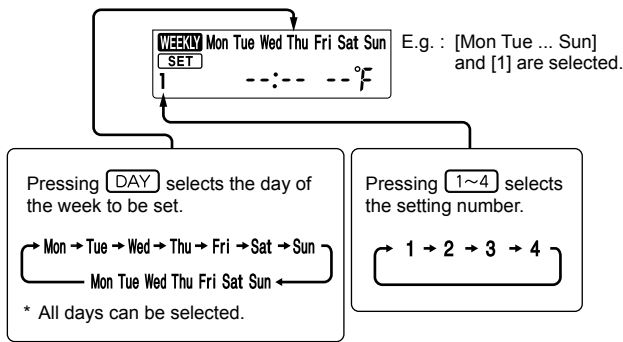 WEEKLY Mon Tue Wed Thu Fri Sat Sun
SET
1 --:-- --°F
E.g. : [Mon Tue ... Sun]
and [1] are selected.
Pressing DAY selects the day of
the week to be set.
→ Mon → Tue → Wed → Thu → Fri → Sat → Sun
Mon Tue Wed Thu Fri Sat Sun ←
* All days can be selected.
Pressing 1~4 selects
the setting number.
→ 1 → 2 → 3 → 4